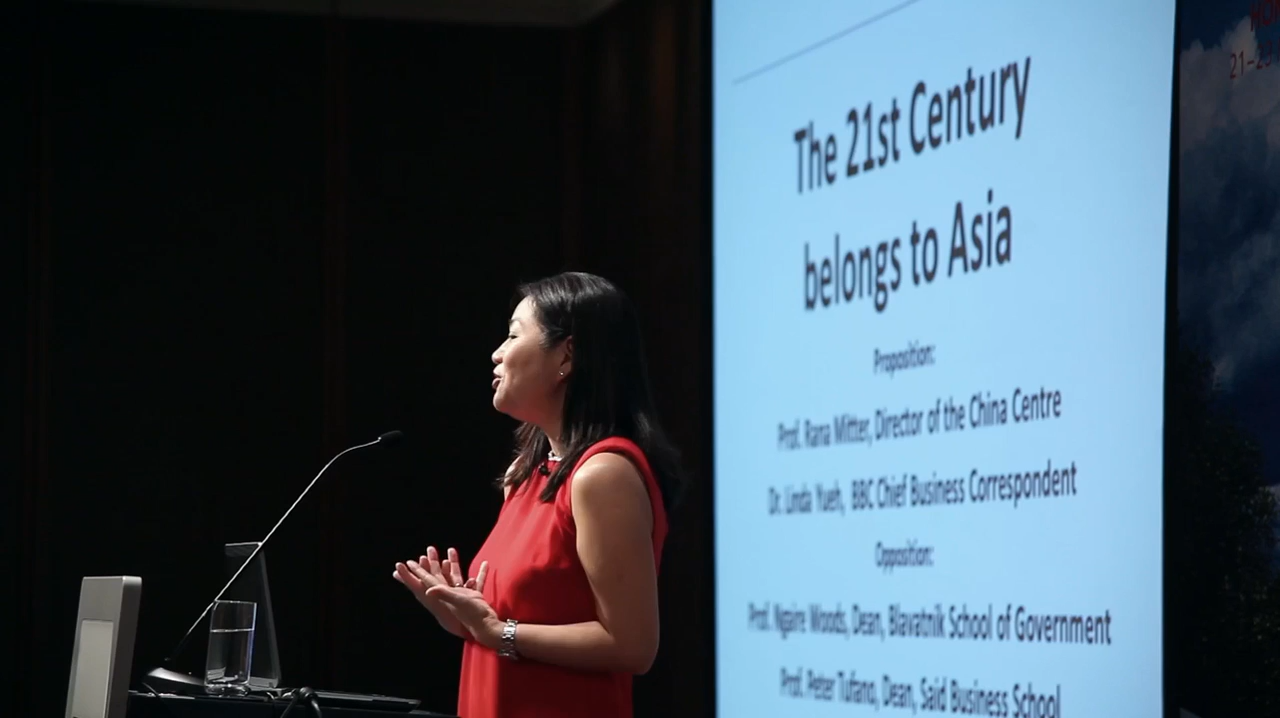 The 21st Century
belongs to Asia
Proposition:
Prof. Rana Mitter, Director of the China Centre
Dr. Linda Yueh, BBC Chief Business Correspondent
Opposition:
Prof. Ngaire Woods, Dean, Blavatnik School of Government
Prof. Peter Tufano, Dean, Said Business School